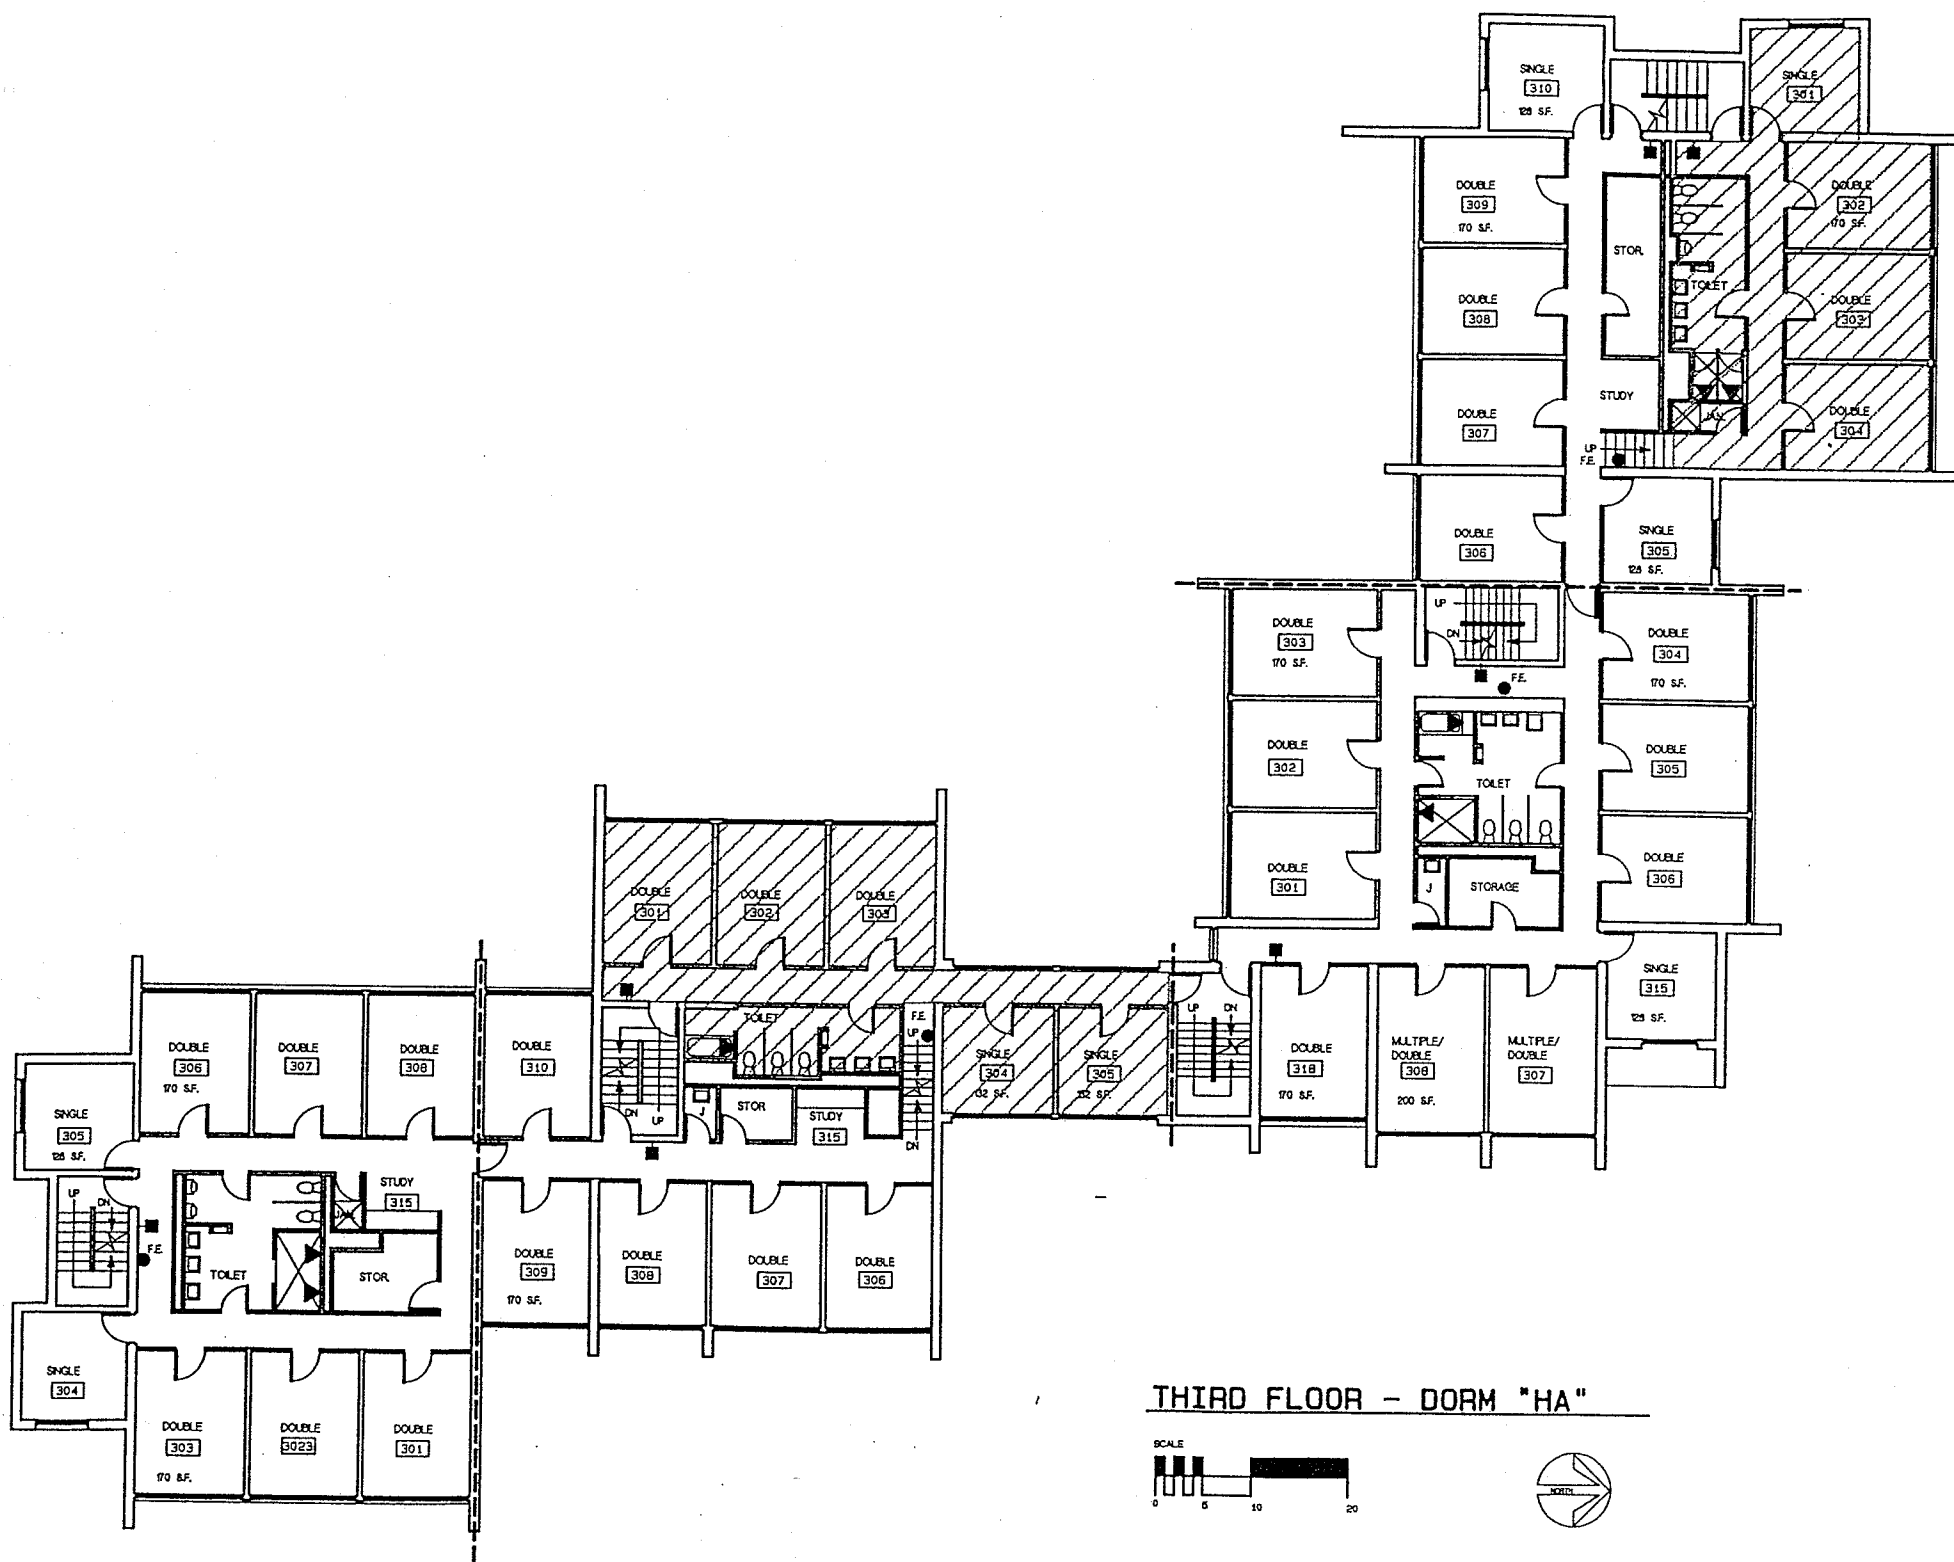 SINGLE
310
128 S.F.
SINGLE
301
DOUBLE
309
170 S.F.
DOUBLE
302
170 S.F.
STOR.
TOILET
DOUBLE
308
DOUBLE
303
DOUBLE
307
STUDY
JAN.
DOUBLE
304
UP
F.E.
DOUBLE
306
SINGLE
305
128 S.F.
DOUBLE
303
170 S.F.
UP
DN
F.E.
DOUBLE
304
170 S.F.
DOUBLE
302
TOILET
DOUBLE
305
DOUBLE
301
J
STORAGE
DOUBLE
306
SINGLE
315
128 S.F.
UP
DN
DOUBLE
318
170 S.F.
MULTIPLE/
DOUBLE
308
200 S.F.
MULTIPLE/
DOUBLE
307
DOUBLE
301
DOUBLE
302
DOUBLE
303
TOILET
F.E.
UP
DN
SINGLE
304
132 S.F.
SINGLE
305
132 S.F.
DN
UP
J
STOR
STUDY
315
DOUBLE
310
DOUBLE
309
170 S.F.
DOUBLE
308
DOUBLE
307
DOUBLE
306
DOUBLE
306
170 S.F.
DOUBLE
307
DOUBLE
308
SINGLE
305
128 S.F.
UP
DN
F.E.
STUDY
315
JAN
TOILET
STOR.
SINGLE
304
DOUBLE
303
170 S.F.
DOUBLE
3023
DOUBLE
301
THIRD FLOOR - DORM "HA"
SCALE
0 5 10 20
NORTH